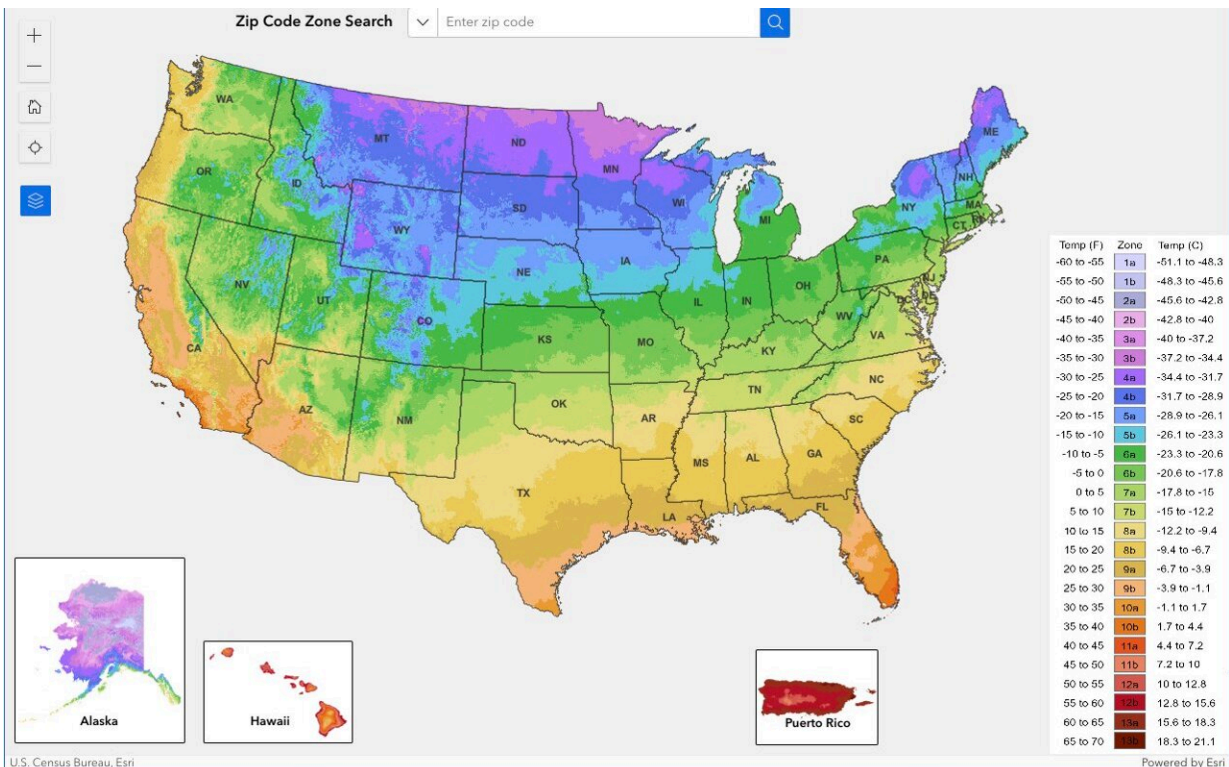 Zip Code Zone Search
Enter zip code
WA
MT
ND
MN
ME
OR
ID
WI
NH
SD
WY
MI
NY
MA
CT
RI
IA
NE
PA
NV
UT
IL
IN
OH
NJ
CO
DC
DE
WV
KS
MO
VA
CA
KY
NC
TN
OK
AZ
NM
AR
SC
MS
AL
GA
TX
LA
FL
Temp (F) Zone Temp (C)
-60 to -55 1a -51.1 to -48.3
-55 to -50 1b -48.3 to -45.6
-50 to -45 2a -45.6 to -42.8
-45 to -40 2b -42.8 to -40
-40 to -35 3a -40 to -37.2
-35 to -30 3b -37.2 to -34.4
-30 to -25 4a -34.4 to -31.7
-25 to -20 4b -31.7 to -28.9
-20 to -15 5a -28.9 to -26.1
-15 to -10 5b -26.1 to -23.3
-10 to -5 6a -23.3 to -20.6
-5 to 0 6b -20.6 to -17.8
0 to 5 7a -17.8 to -15
5 to 10 7b -15 to -12.2
10 to 15 8a -12.2 to -9.4
15 to 20 8b -9.4 to -6.7
20 to 25 9a -6.7 to -3.9
25 to 30 9b -3.9 to -1.1
30 to 35 10a -1.1 to 1.7
35 to 40 10b 1.7 to 4.4
40 to 45 11a 4.4 to 7.2
45 to 50 11b 7.2 to 10
50 to 55 12a 10 to 12.8
55 to 60 12b 12.8 to 15.6
60 to 65 13a 15.6 to 18.3
65 to 70 13b 18.3 to 21.1
Alaska
Hawaii
Puerto Rico
U.S. Census Bureau, Esri
Powered by Esri